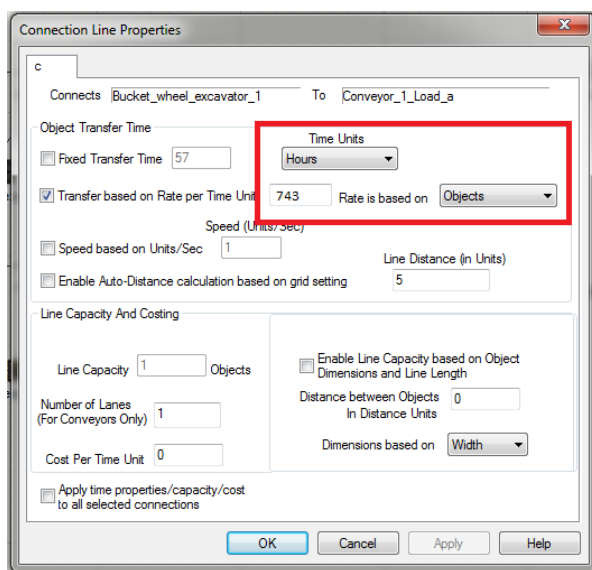 Connection Line Properties
c
Connects Bucket_wheel_excavator_1 To Conveyor_1_Load_a
Object Transfer Time
Time Units
Fixed Transfer Time 57 Hours
Transfer based on Rate per Time Unit 743 Rate is based on Objects
Speed (Units/Sec)
Speed based on Units/Sec 1
Line Distance (in Units)
Enable Auto-Distance calculation based on grid setting 5
Line Capacity And Costing
Line Capacity 1 Objects
Enable Line Capacity based on Object
Dimensions and Line Length
Number of Lanes
(For Conveyors Only) 1
Distance between Objects 0
In Distance Units
Cost Per Time Unit 0
Dimensions based on Width
Apply time properties/capacity/cost
to all selected connections
OK Cancel Apply Help